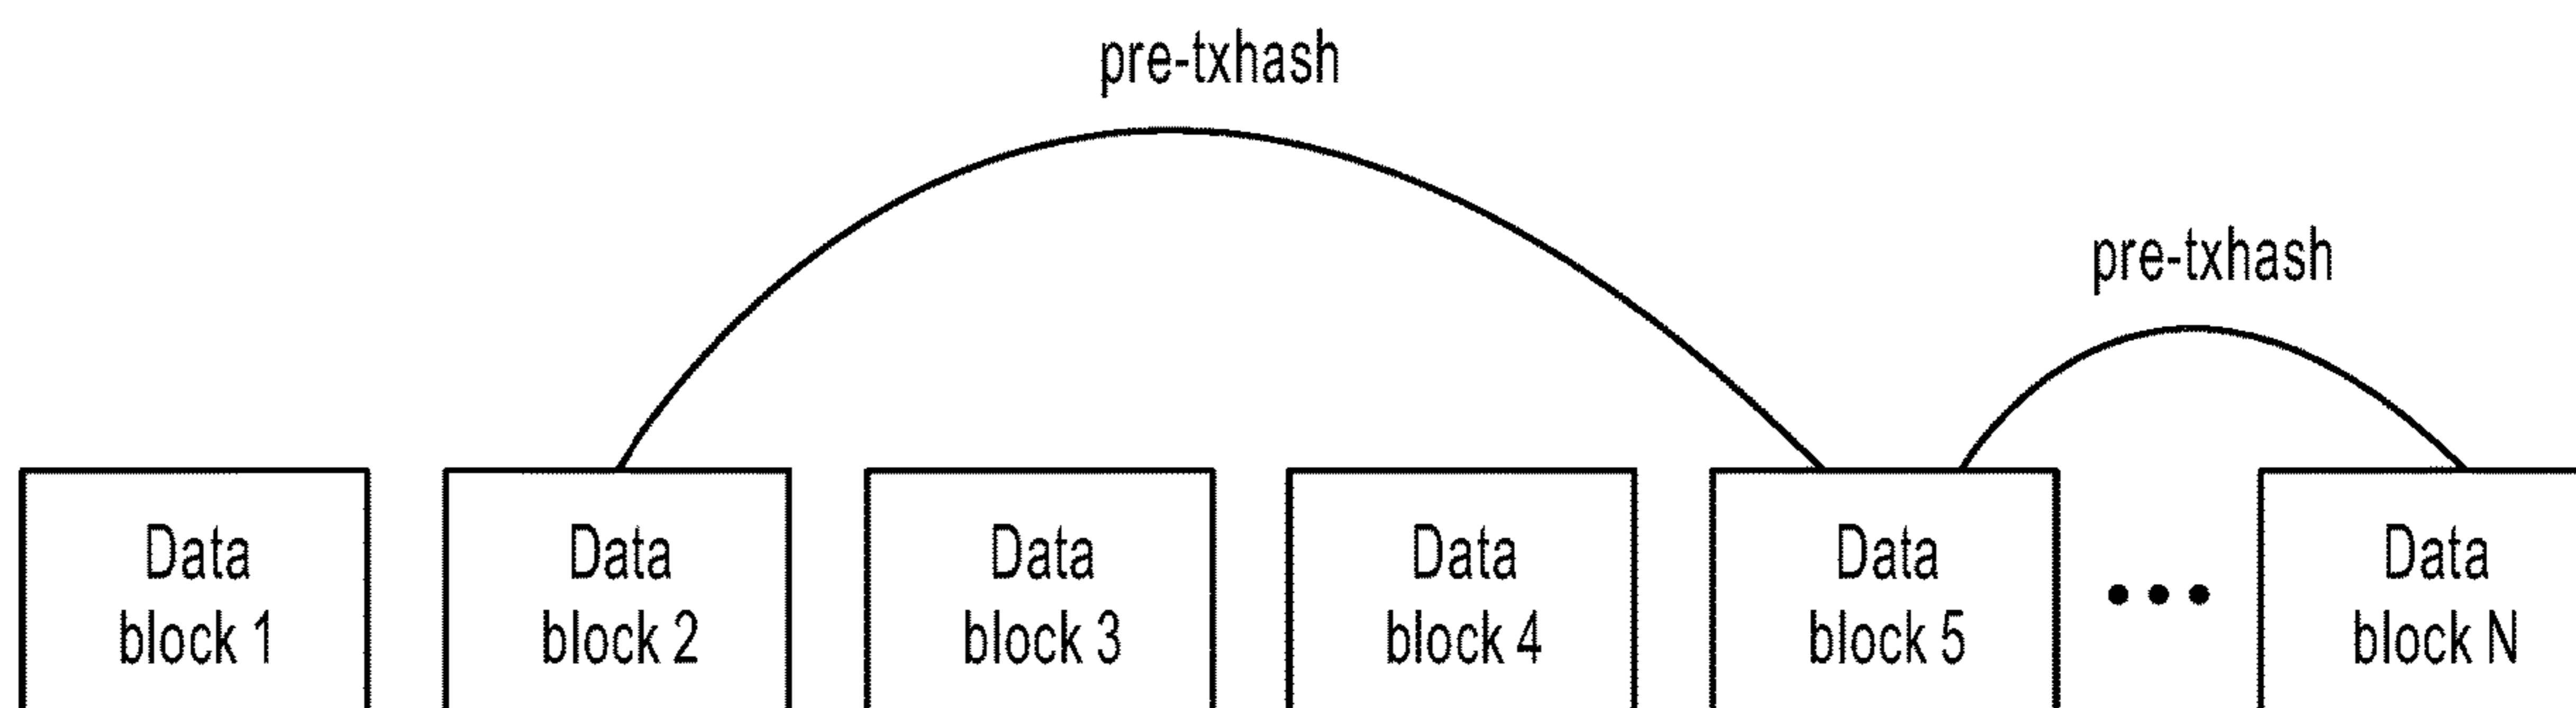 pre-txhash
pre-txhash
Data
block 1
Data
block 2
Data
block 3
Data
block 4
Data
block 5
•••
Data
block N